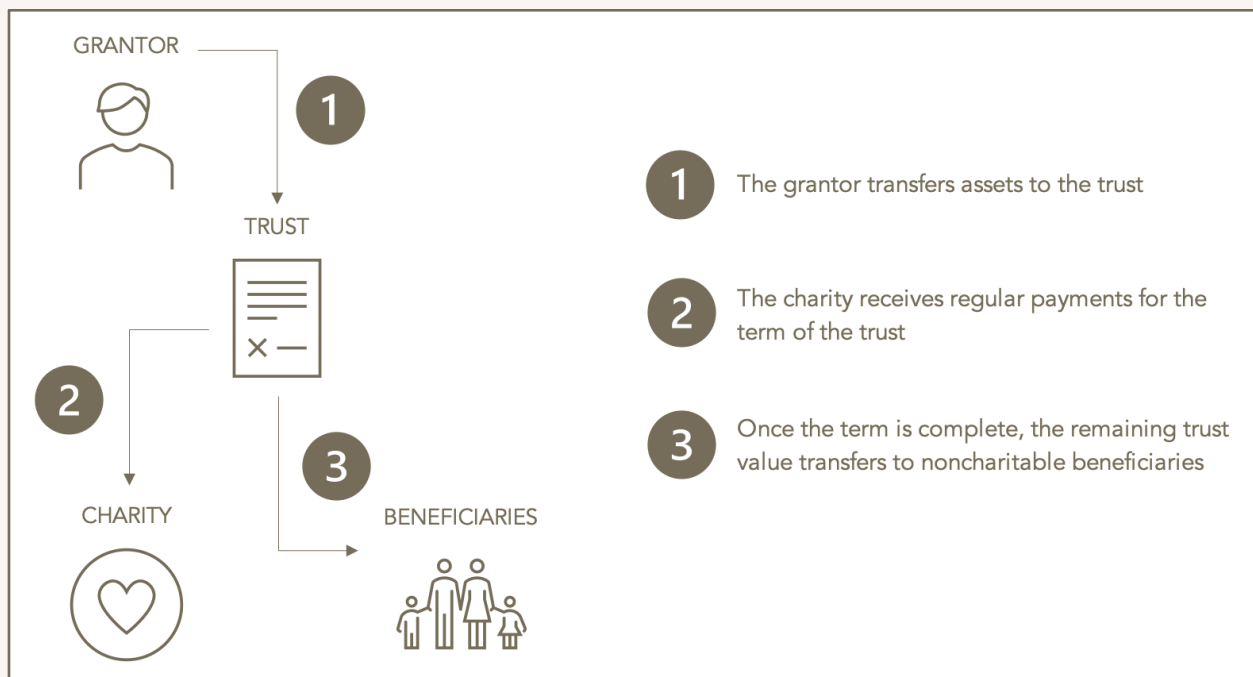 GRANTOR
1
TRUST
2
3
CHARITY
BENEFICIARIES
1
The grantor transfers assets to the trust
2
The charity receives regular payments for the
term of the trust
3
Once the term is complete, the remaining trust
value transfers to noncharitable beneficiaries